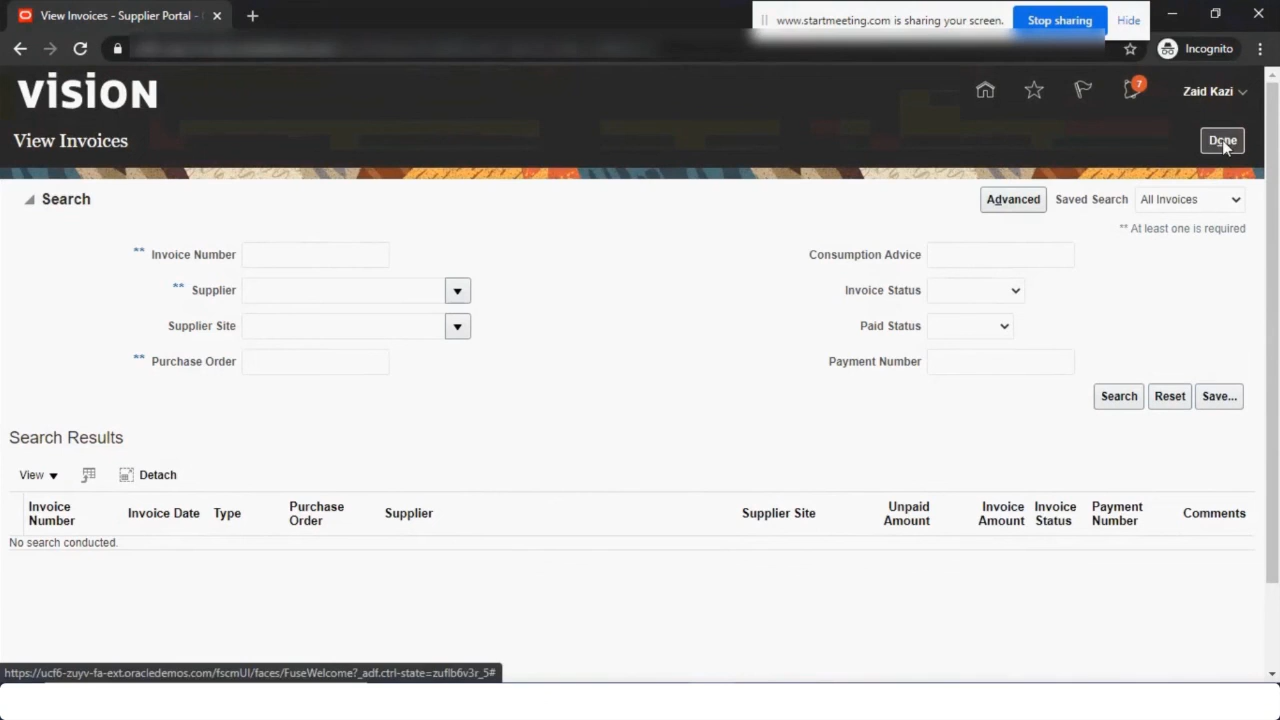 View Invoices - Supplier Portal -
www.startmeeting.com is sharing your screen. Stop sharing Hide
Incognito
vision
7
Zaid Kazi
View Invoices
Done
Search
Advanced Saved Search All Invoices
** At least one is required
** Invoice Number
Consumption Advice
** Supplier
Invoice Status
Supplier Site
Paid Status
** Purchase Order
Payment Number
Search Reset Save...
Search Results
View Detach
Invoice Number Invoice Date Type Purchase Order Supplier Supplier Site Unpaid Amount Invoice Amount Invoice Status Payment Number Comments
No search conducted.
https://ucf6-zuyv-fa-ext.oracledemos.com/fscmUI/faces/FuseWelcome?_adf.ctrl-state=zuflb6v3r_5#